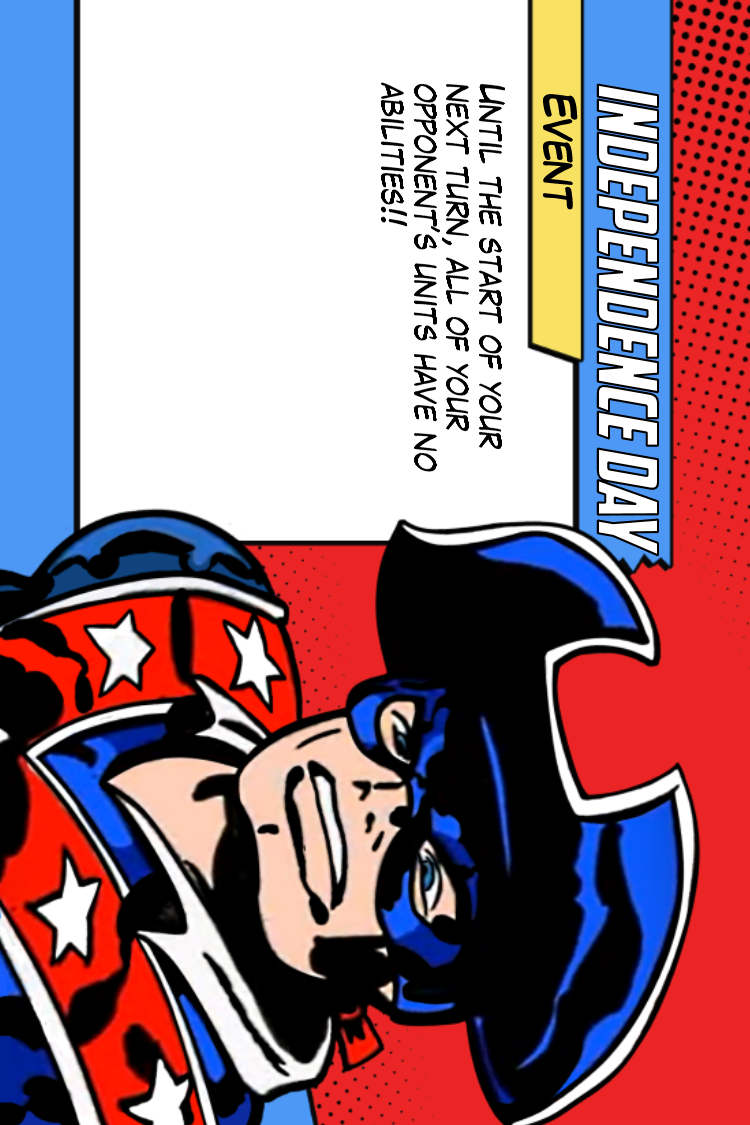 INDEPENDENCE DAY
EVENT
UNTIL THE START OF YOUR
NEXT TURN, ALL OF YOUR
OPPONENT'S UNITS HAVE NO
ABILITIES!!